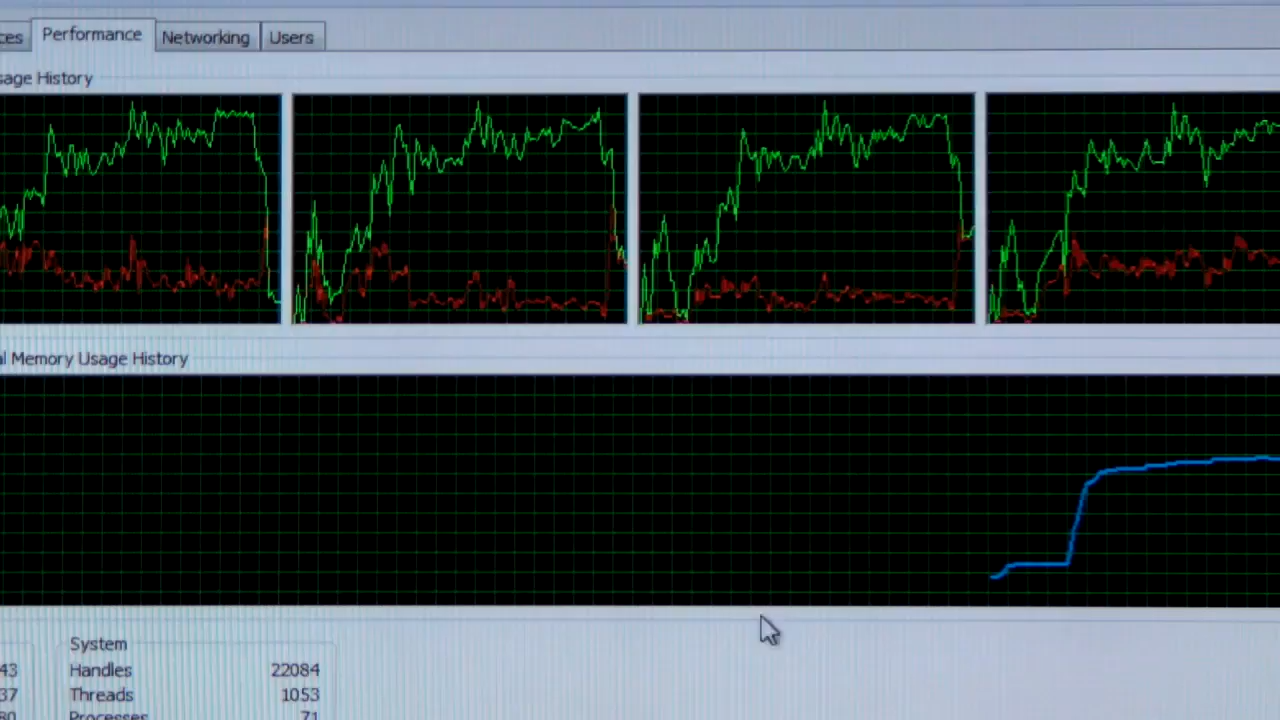 ces Performance Networking Users
sage History
al Memory Usage History
System
43 Handles 22084
37 Threads 1053
80 Processes 71